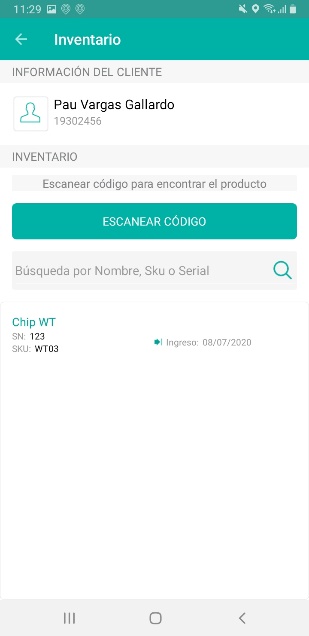 11:29
Inventario
INFORMACIÓN DEL CLIENTE
Pau Vargas Gallardo
19302456
INVENTARIO
Escanear código para encontrar el producto
ESCANEAR CÓDIGO
Búsqueda por Nombre, Sku o Serial
Chip WT
SN: 123
SKU: WT03
Ingreso: 08/07/2020